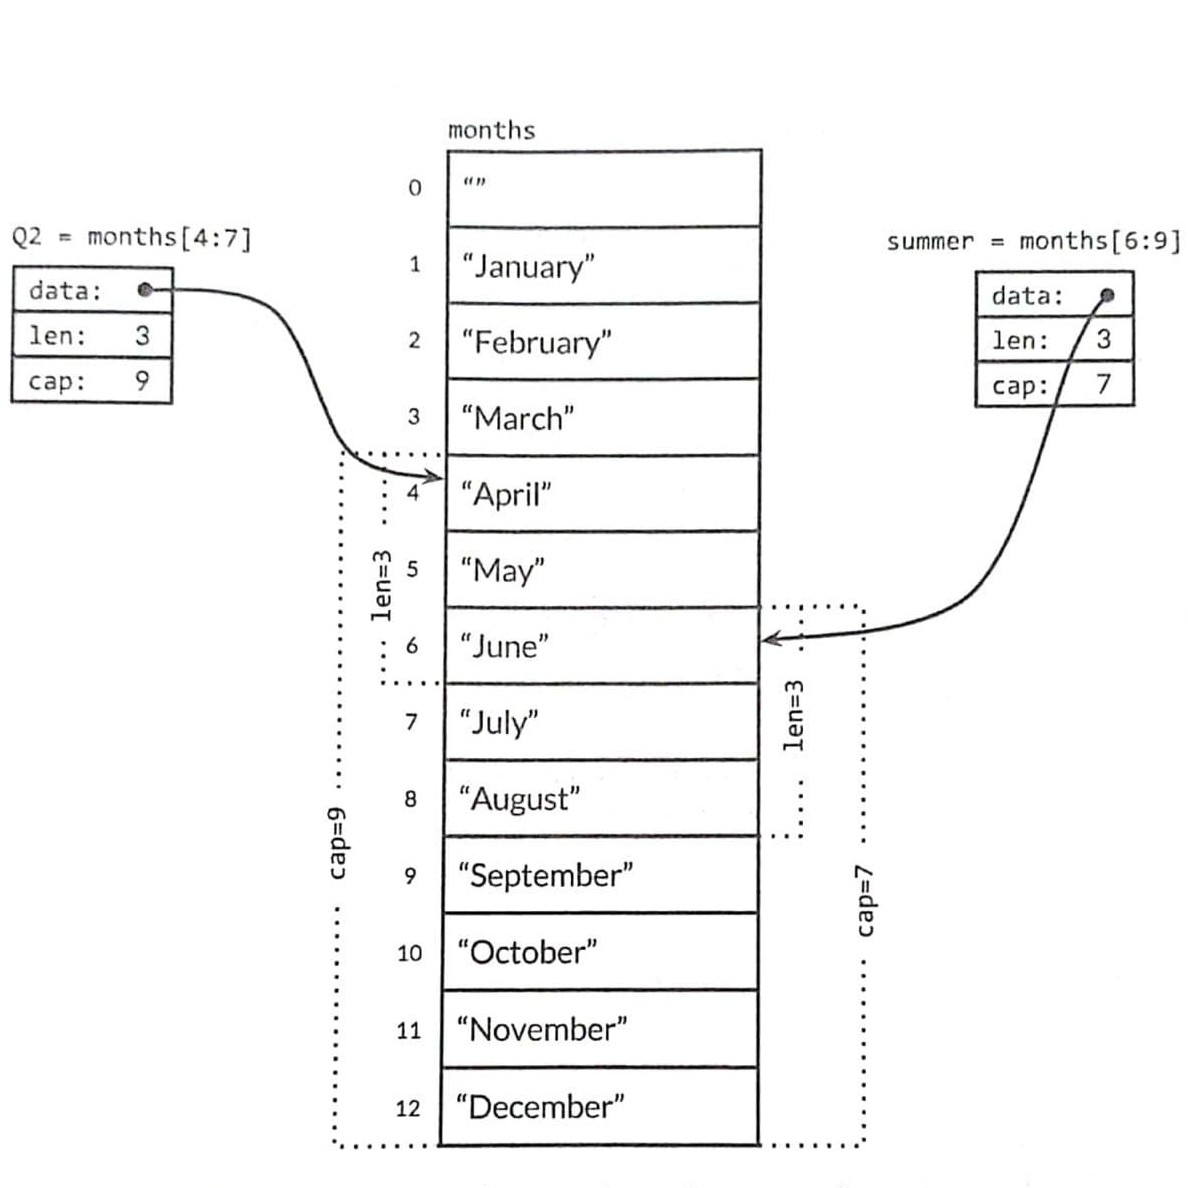 months
0 “”
Q2 = months[4:7]
data:
len: 3
cap: 9
summer = months[6:9]
data:
len: 3
cap: 7
1 “January”
2 “February”
3 “March”
4 “April”
5 “May”
6 “June”
7 “July”
8 “August”
9 “September”
10 “October”
11 “November”
12 “December”
len=3
cap=9
len=3
cap=7